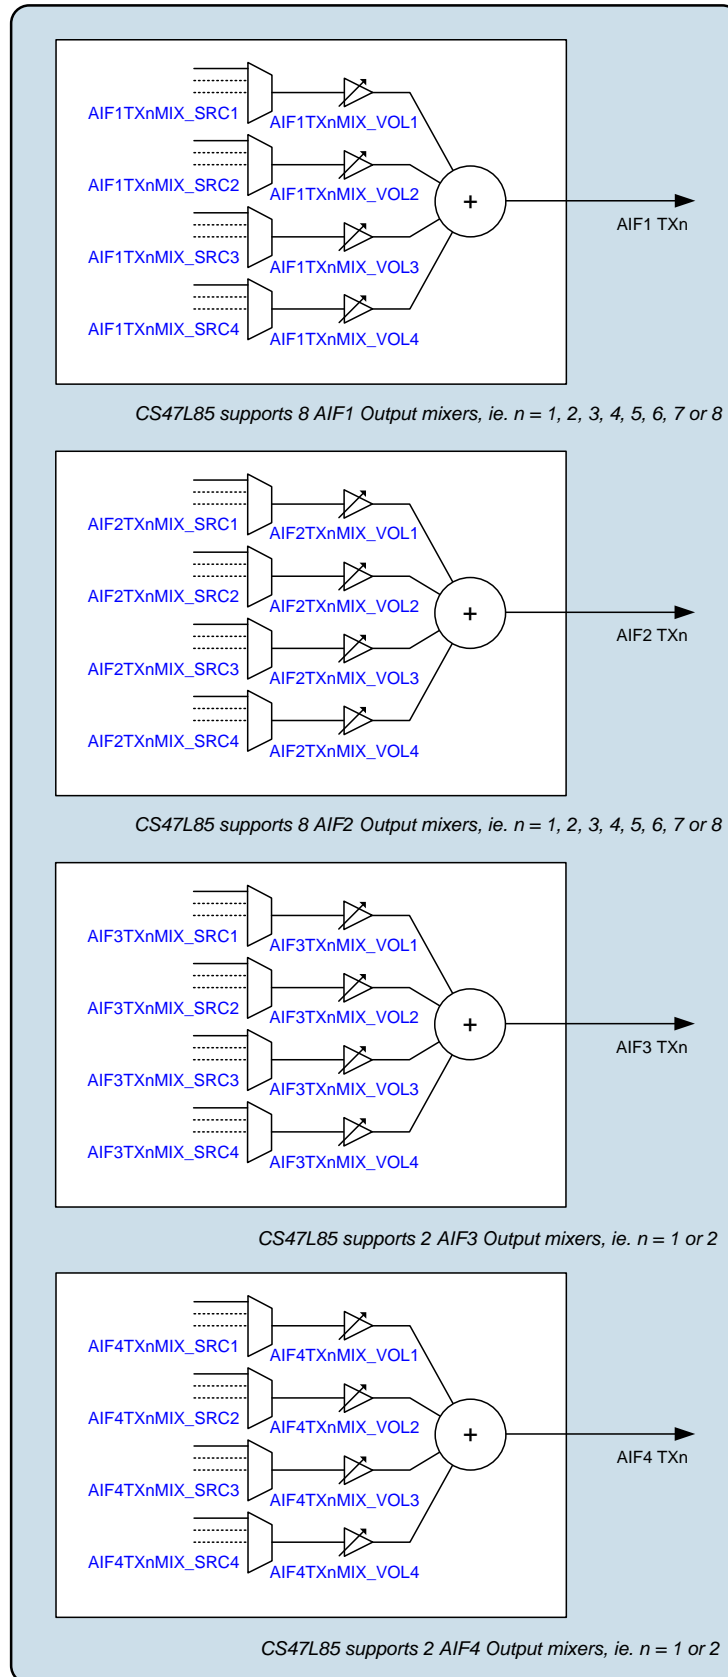 AIF1TXnMIX_SRC1
AIF1TXnMIX_VOL1
AIF1TXnMIX_SRC2
AIF1TXnMIX_VOL2
+
AIF1 TXn
AIF1TXnMIX_SRC3
AIF1TXnMIX_VOL3
AIF1TXnMIX_SRC4
AIF1TXnMIX_VOL4
CS47L85 supports 8 AIF1 Output mixers, ie. n = 1, 2, 3, 4, 5, 6, 7 or 8
AIF2TXnMIX_SRC1
AIF2TXnMIX_VOL1
AIF2TXnMIX_SRC2
AIF2TXnMIX_VOL2
+
AIF2 TXn
AIF2TXnMIX_SRC3
AIF2TXnMIX_VOL3
AIF2TXnMIX_SRC4
AIF2TXnMIX_VOL4
CS47L85 supports 8 AIF2 Output mixers, ie. n = 1, 2, 3, 4, 5, 6, 7 or 8
AIF3TXnMIX_SRC1
AIF3TXnMIX_VOL1
AIF3TXnMIX_SRC2
AIF3TXnMIX_VOL2
+
AIF3 TXn
AIF3TXnMIX_SRC3
AIF3TXnMIX_VOL3
AIF3TXnMIX_SRC4
AIF3TXnMIX_VOL4
CS47L85 supports 2 AIF3 Output mixers, ie. n = 1 or 2
AIF4TXnMIX_SRC1
AIF4TXnMIX_VOL1
AIF4TXnMIX_SRC2
AIF4TXnMIX_VOL2
+
AIF4 TXn
AIF4TXnMIX_SRC3
AIF4TXnMIX_VOL3
AIF4TXnMIX_SRC4
AIF4TXnMIX_VOL4
CS47L85 supports 2 AIF4 Output mixers, ie. n = 1 or 2